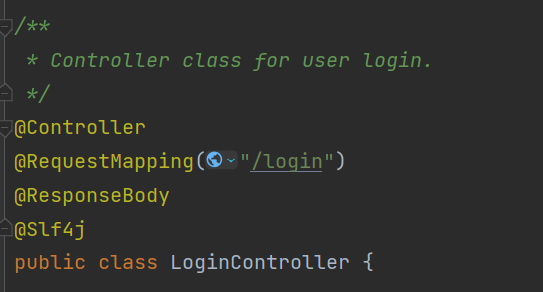 /**
 * Controller class for user login.
 */
@Controller
@RequestMapping("/login")
@ResponseBody
@Slf4j
public class LoginController {